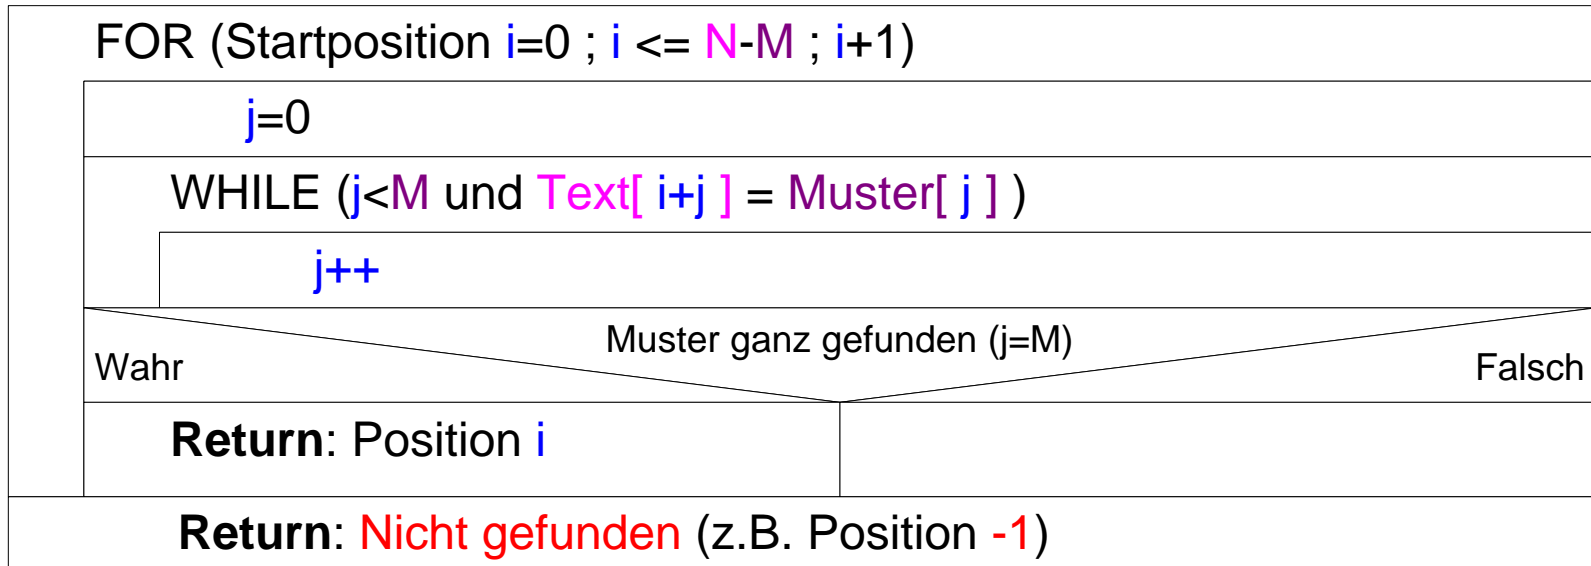 FOR (Startposition i=0 ; i <= N-M ; i+1)
j=0
WHILE (j<M und Text[ i+j ] = Muster[ j ] )
j++
Muster ganz gefunden (j=M)
Wahr
Falsch
Return: Position i
Return: Nicht gefunden (z.B. Position -1)